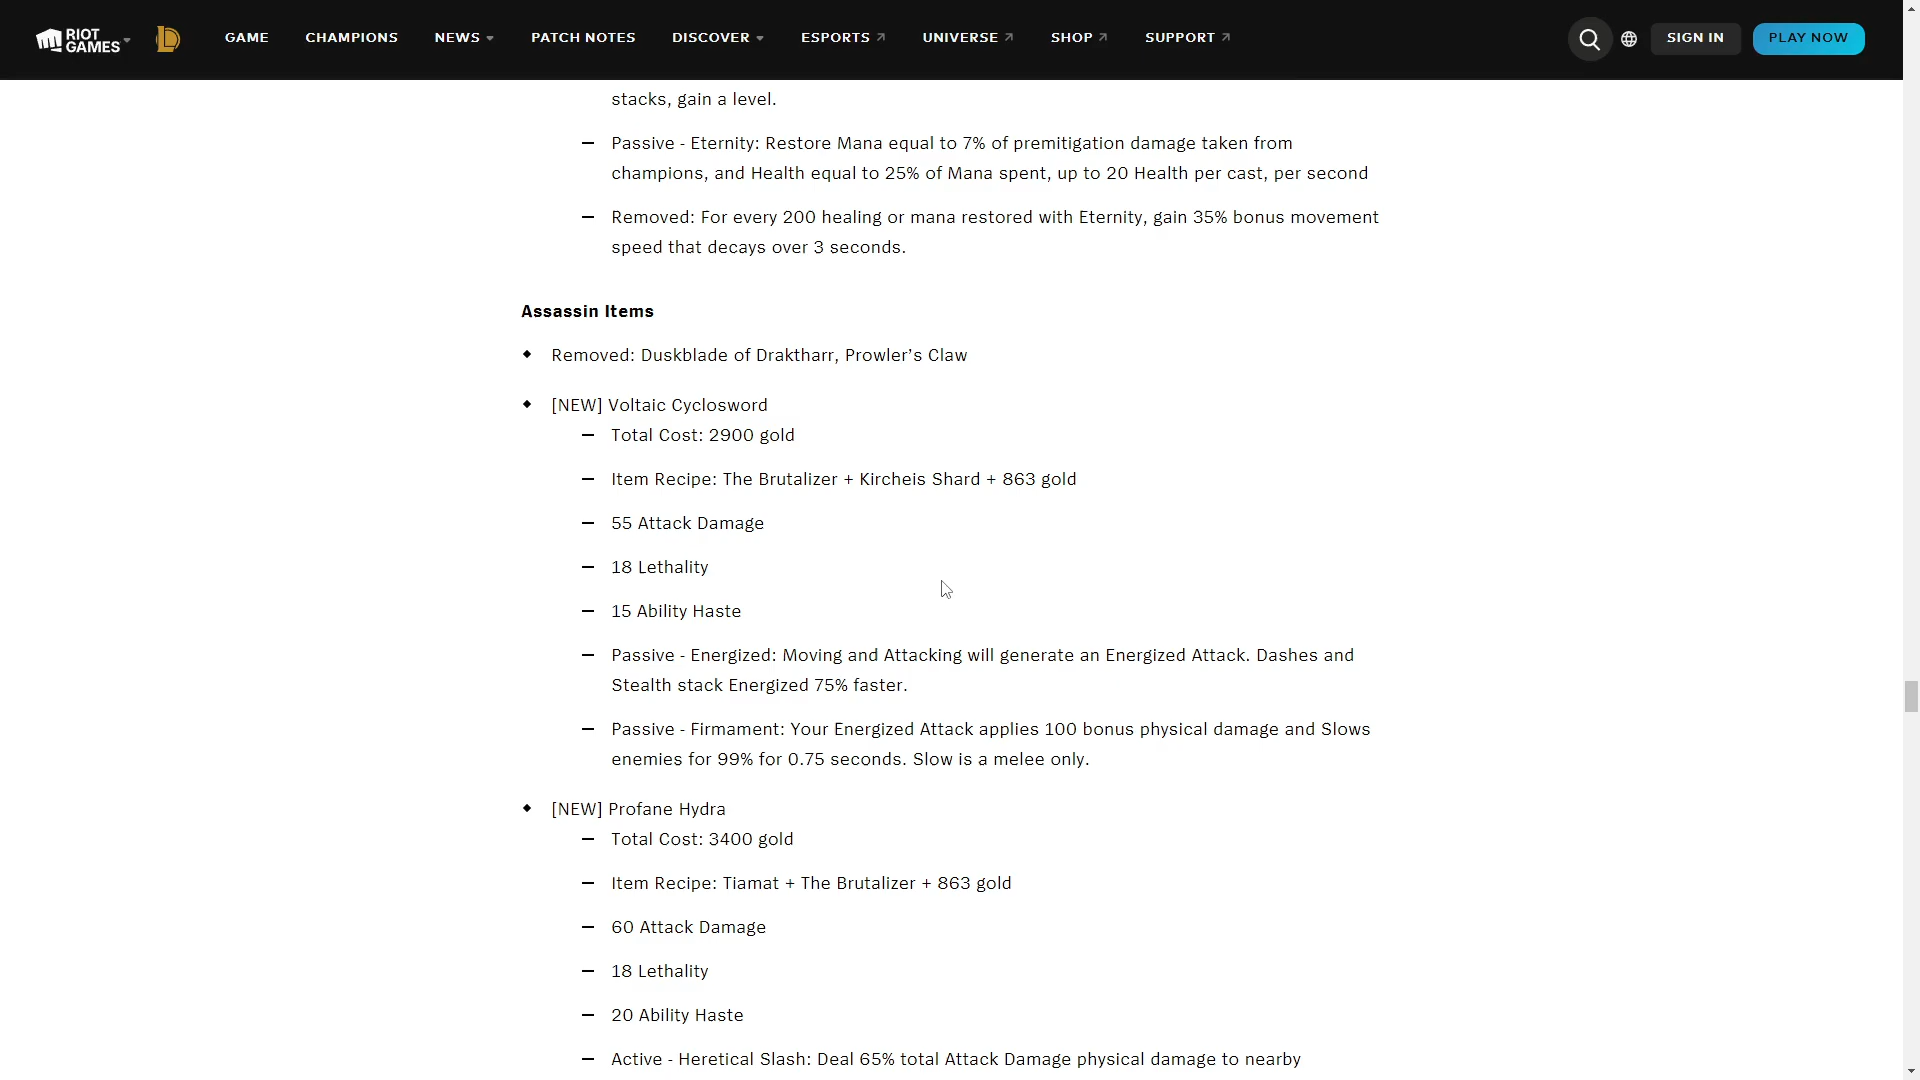 RIOT GAMES
GAME
CHAMPIONS
NEWS
PATCH NOTES
DISCOVER
ESPORTS
UNIVERSE
SHOP
SUPPORT
SIGN IN
PLAY NOW
stacks, gain a level.
Passive - Eternity: Restore Mana equal to 7% of premitigation damage taken from
champions, and Health equal to 25% of Mana spent, up to 20 Health per cast, per second
Removed: For every 200 healing or mana restored with Eternity, gain 35% bonus movement
speed that decays over 3 seconds.
Assassin Items
Removed: Duskblade of Draktharr, Prowler’s Claw
[NEW] Voltaic Cyclosword
Total Cost: 2900 gold
Item Recipe: The Brutalizer + Kircheis Shard + 863 gold
55 Attack Damage
18 Lethality
15 Ability Haste
Passive - Energized: Moving and Attacking will generate an Energized Attack. Dashes and
Stealth stack Energized 75% faster.
Passive - Firmament: Your Energized Attack applies 100 bonus physical damage and Slows
enemies for 99% for 0.75 seconds. Slow is a melee only.
[NEW] Profane Hydra
Total Cost: 3400 gold
Item Recipe: Tiamat + The Brutalizer + 863 gold
60 Attack Damage
18 Lethality
20 Ability Haste
Active - Heretical Slash: Deal 65% total Attack Damage physical damage to nearby